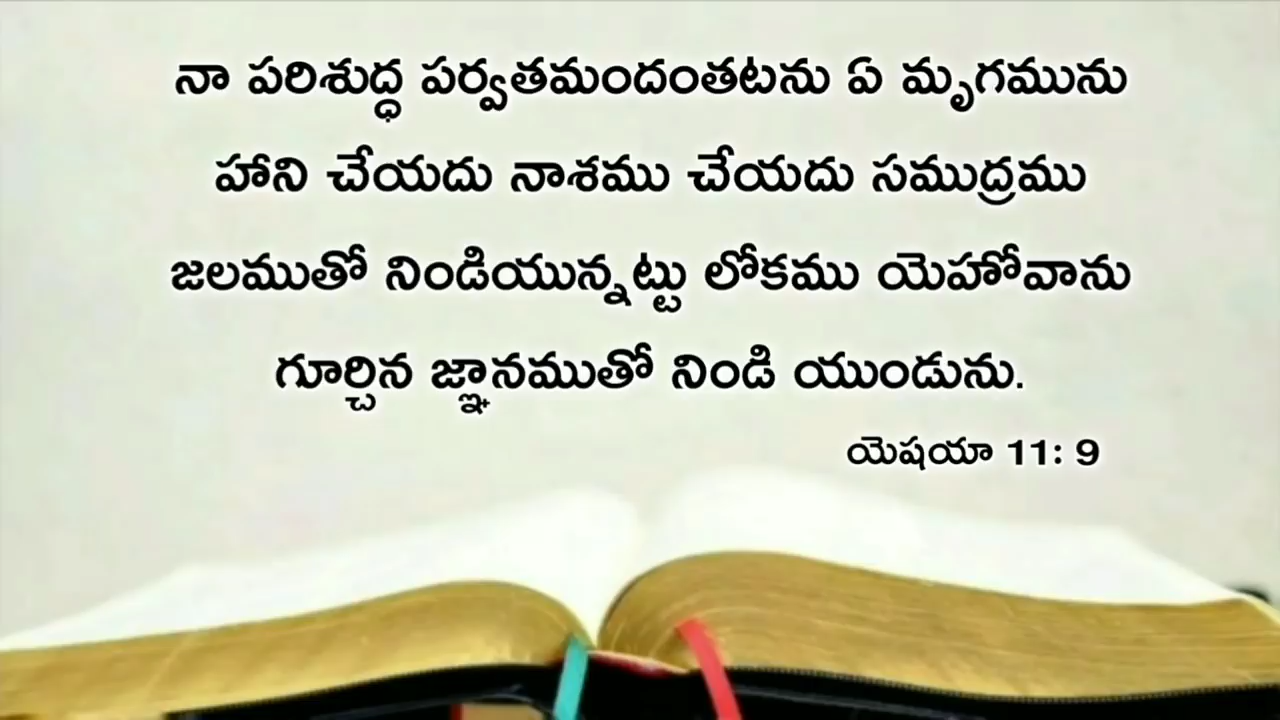 నా పరిశుద్ధ పర్వతమందంతటను ఏ మృగమును
హాని చేయదు నాశము చేయదు సముద్రము
జలముతో నిండియున్నట్టు లోకము యెహోవాను
గూర్చిన జ్ఞానముతో నిండి యుండును.
యెషయా 11: 9